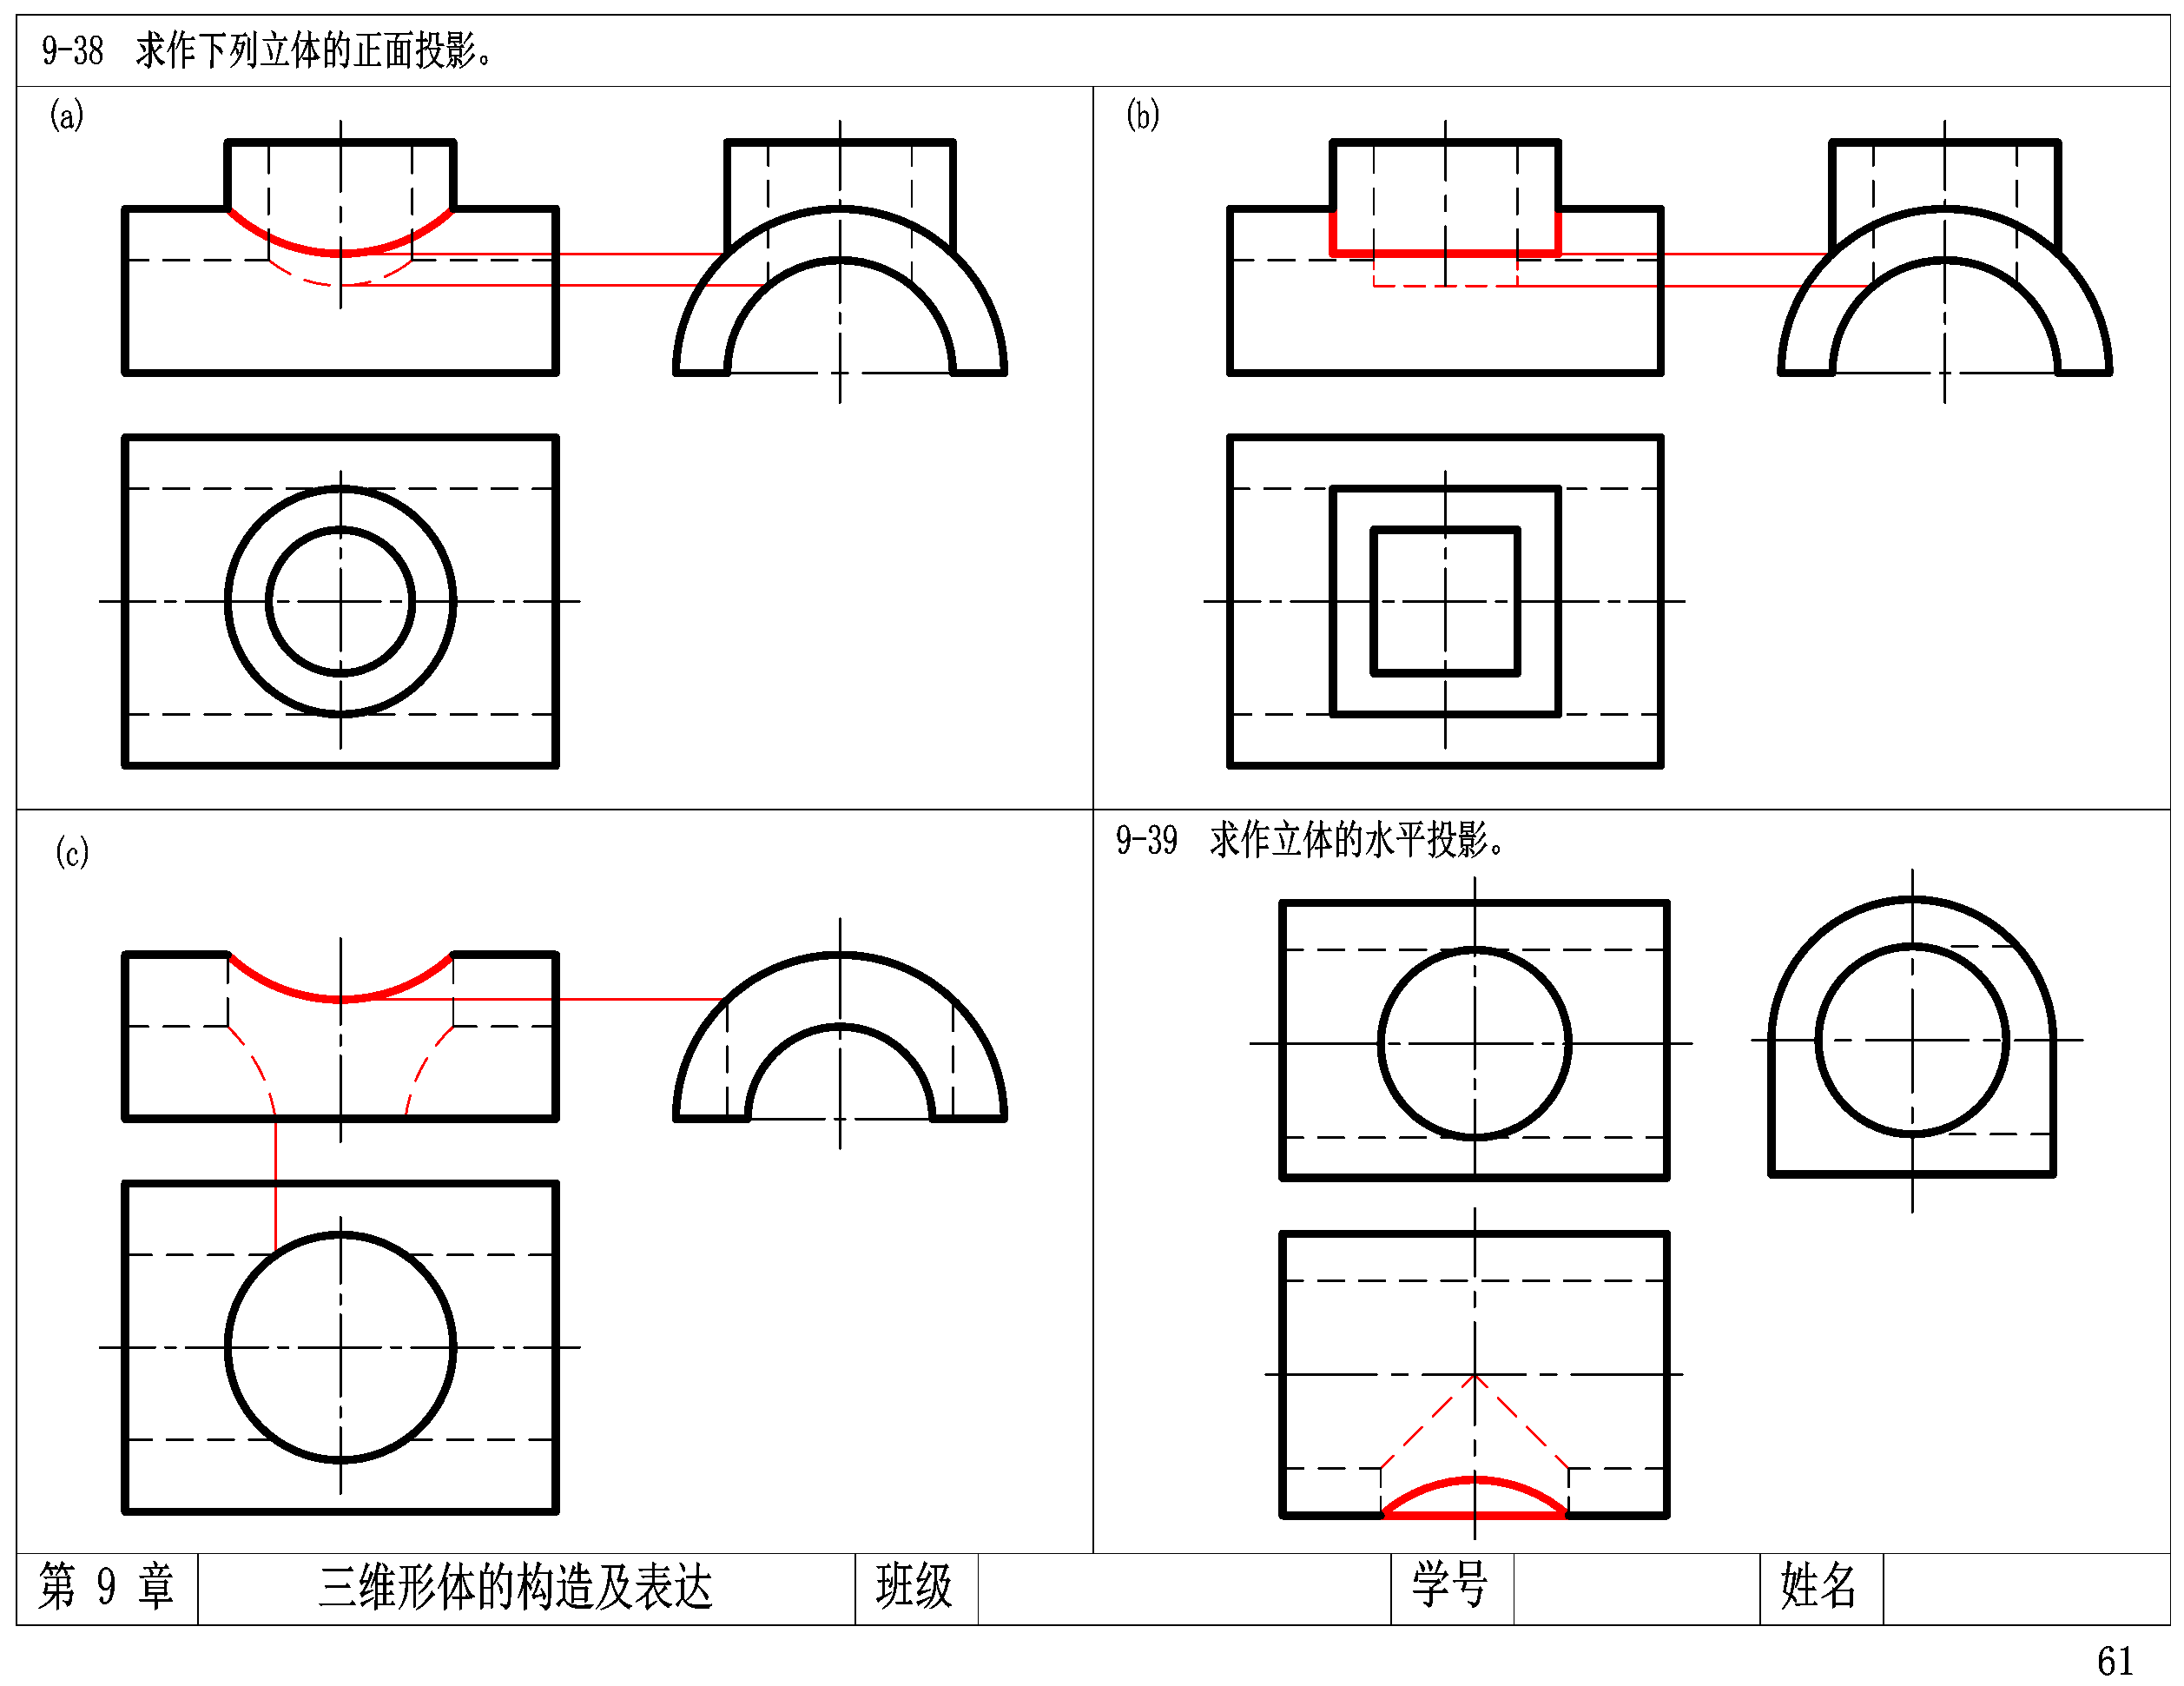 9-38 求作下列立体的正面投影。
(a)
(b)
(c)
9-39 求作立体的水平投影。
第 9 章 三维形体的构造及表达 班级 学号 姓名
61